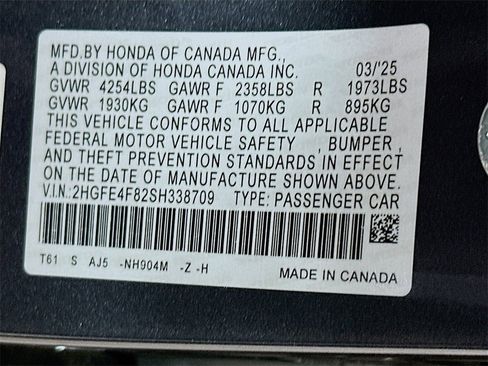 MFD.BY HONDA OF CANADA MFG.,
A DIVISION OF HONDA CANADA INC. 03/'25
GVWR 4254LBS GAWR F 2358LBS R 1973LBS
GVWR 1930KG GAWR F 1070KG R 895KG
THIS VEHICLE CONFORMS TO ALL APPLICABLE
FEDERAL MOTOR VEHICLE SAFETY , BUMPER ,
AND THEFT PREVENTION STANDARDS IN EFFECT
ON THE DATE OF MANUFACTURE SHOWN ABOVE.
V.I.N.:2HGFE4F82SH338709 TYPE: PASSENGER CAR
T61 S AJ5 -NH904M -Z -H
MADE IN CANADA